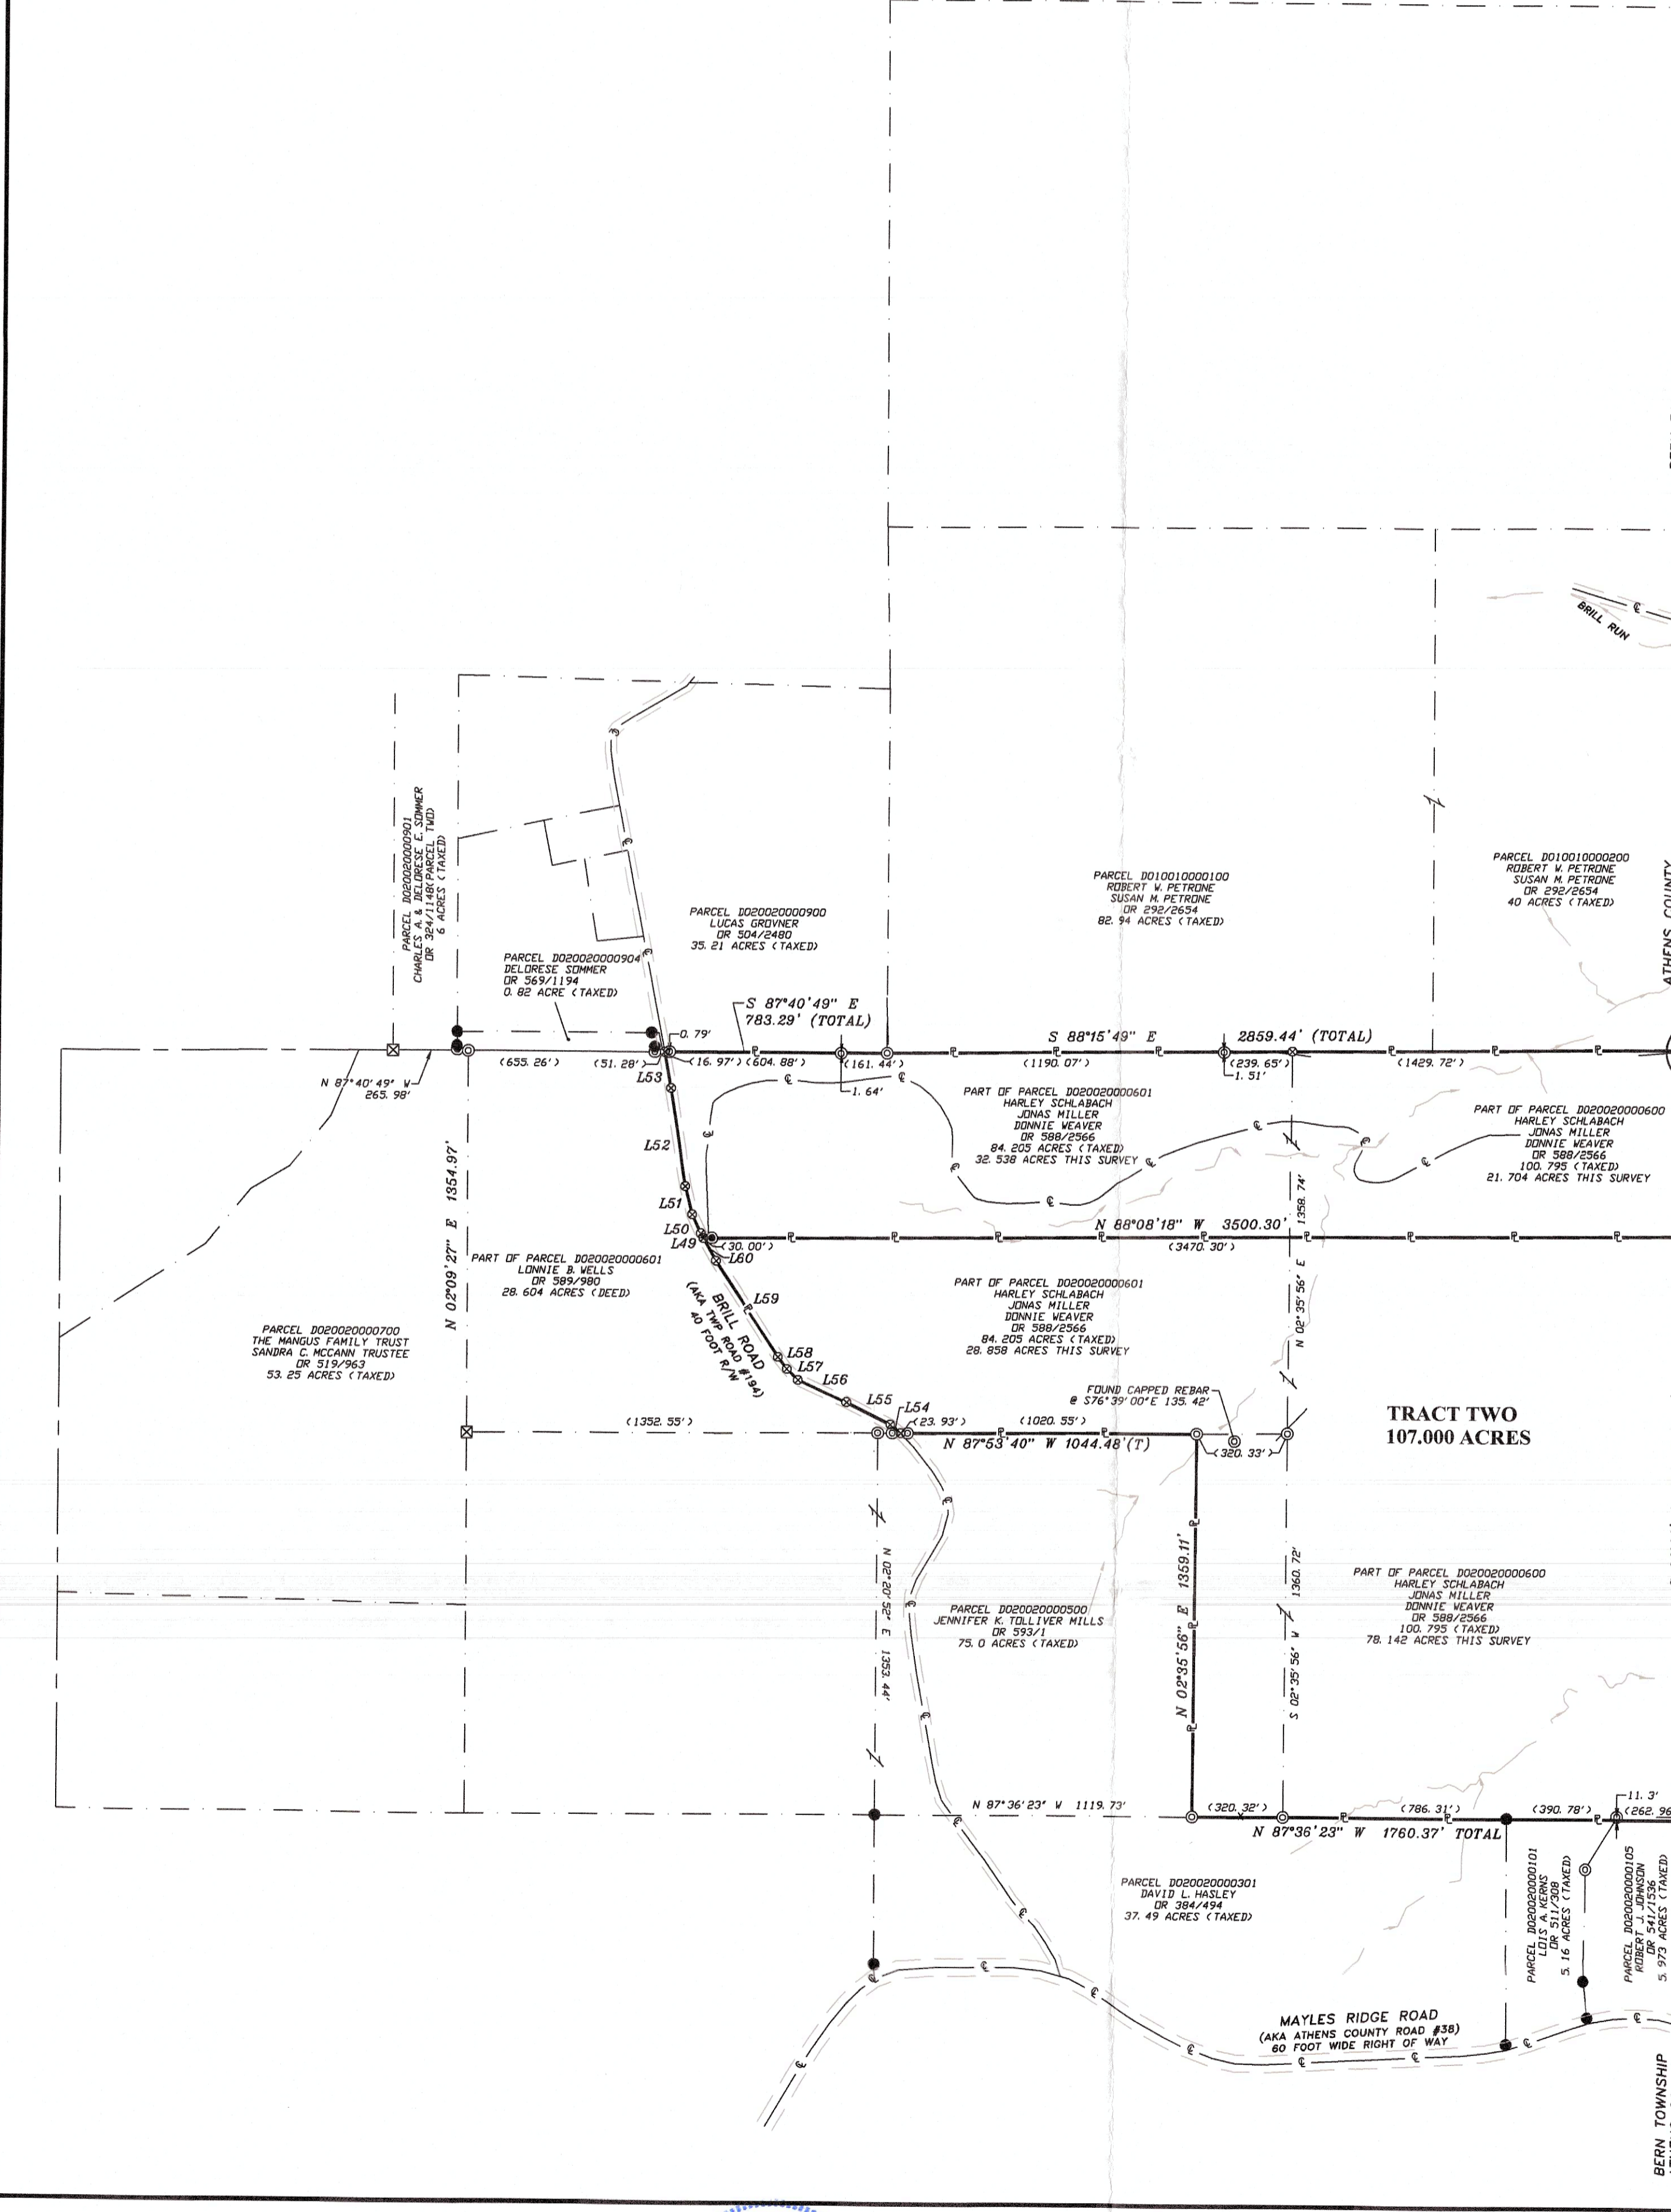 BRILL RUN
PARCEL D020020000901
CHARLES A. & DELORESE E. SOMMER
OR 324/1148(PARCEL TWO)
6 ACRES (TAXED)
PARCEL D010010000200
ROBERT W. PETRONE
SUSAN M. PETRONE
OR 292/2654
40 ACRES (TAXED)
PARCEL D010010000100
ROBERT W. PETRONE
SUSAN M. PETRONE
OR 292/2654
82.94 ACRES (TAXED)
ATHENS COUNTY
PARCEL D020020000900
LUCAS GROVNER
OR 504/2480
35.21 ACRES (TAXED)
PARCEL D020020000904
DELORESE SOMMER
OR 569/1194
0.82 ACRE (TAXED)
S 87°40'49" E
783.29' (TOTAL)
0.79'
S 88°15'49" E 2859.44' (TOTAL)
(655.26')
(51.28')
(16.97')
(604.88')
(161.44')
(1190.07')
(239.65')
(1429.72')
1.64'
1.51'
N 87°40'49" W
265.98'
L53
L52
L51
L50
L49
L60
PART OF PARCEL D020020000601
HARLEY SCHLABACH
JONAS MILLER
DONNIE WEAVER
OR 588/2566
84.205 ACRES (TAXED)
32.538 ACRES THIS SURVEY
PART OF PARCEL D020020000600
HARLEY SCHLABACH
JONAS MILLER
DONNIE WEAVER
OR 588/2566
100.795 (TAXED)
21.704 ACRES THIS SURVEY
N 02°09'27" E 1354.97'
N 88°08'18" W 3500.30'
(30.00')
(3470.30')
N 02°35'56" E 1358.74'
PART OF PARCEL D020020000601
LONNIE B. WELLS
OR 589/980
28.604 ACRES (DEED)
BRILL ROAD
(AKA TWP ROAD #194)
40 FOOT R/W
L59
L58
L57
L56
L55
L54
PART OF PARCEL D020020000601
HARLEY SCHLABACH
JONAS MILLER
DONNIE WEAVER
OR 588/2566
84.205 ACRES (TAXED)
28.858 ACRES THIS SURVEY
PARCEL D020020000700
THE MANGUS FAMILY TRUST
SANDRA C. MCCANN TRUSTEE
OR 519/963
53.25 ACRES (TAXED)
FOUND CAPPED REBAR
@ S76°39'00"E 135.42'
(1352.55')
(23.93')
(1020.55')
N 87°53'40" W 1044.48'(T)
(320.33')
TRACT TWO
107.000 ACRES
N 02°20'52" E 1353.44'
N 02°35'56" E 1359.11'
S 02°35'56" W 1360.72'
PART OF PARCEL D020020000600
HARLEY SCHLABACH
JONAS MILLER
DONNIE WEAVER
OR 588/2566
100.795 (TAXED)
78.142 ACRES THIS SURVEY
PARCEL D020020000500
JENNIFER K. TOLLIVER MILLS
OR 593/1
75.0 ACRES (TAXED)
N 87°36'23" W 1119.73'
(320.32')
(786.31')
(390.78')
11.3'
(262.96
N 87°36'23" W 1760.37' TOTAL
PARCEL D020020000301
DAVID L. HASLEY
OR 384/494
37.49 ACRES (TAXED)
PARCEL D020020000101
LOIS A. KERNS
OR 511/308
5.16 ACRES (TAXED)
PARCEL D020020000105
ROBERT J. JOHNSON
OR 541/1536
5.973 ACRES (TAXED)
MAYLES RIDGE ROAD
(AKA ATHENS COUNTY ROAD #38)
60 FOOT WIDE RIGHT OF WAY
BERN TOWNSHIP